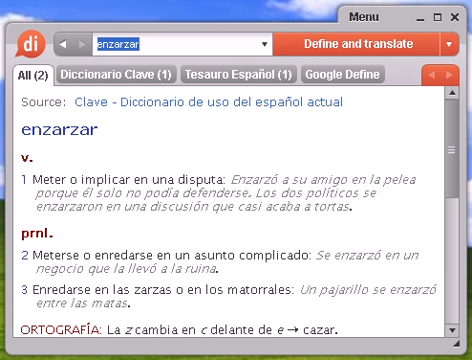 Menu
di
enzarzar
Define and translate
All (2) Diccionario Clave (1) Tesauro Español (1) Google Define
Source: Clave - Diccionario de uso del español actual
enzarzar
v.
1 Meter o implicar en una disputa: Enzarzó a su amigo en la pelea
porque él solo no podía defenderse. Los dos políticos se
enzarzaron en una discusión que casi acaba a tortas.
prnl.
2 Meterse o enredarse en un asunto complicado: Se enzarzó en un
negocio que la llevó a la ruina.
3 Enredarse en las zarzas o en los matorrales: Un pajarillo se enzarzó
entre las matas.
ORTOGRAFÍA: La z cambia en c delante de e → cazar.